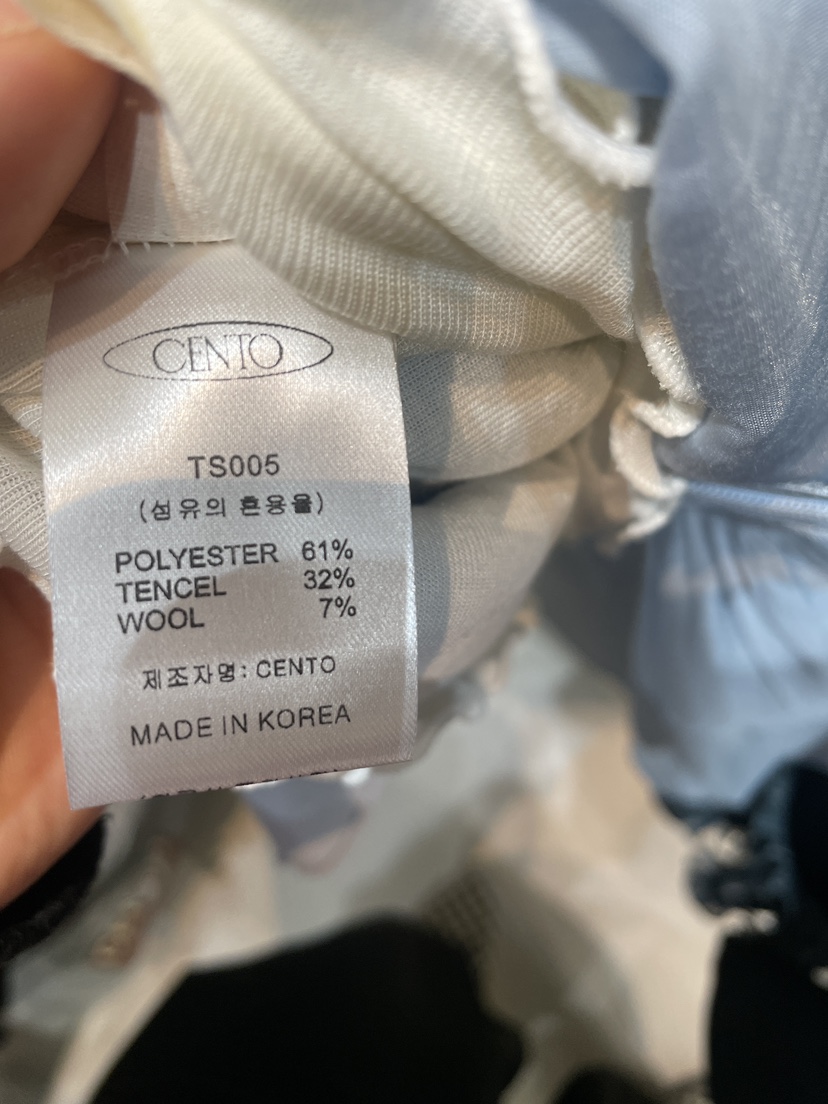 CENTO
TS005
(섬유의 혼용율)
POLYESTER 61%
TENCEL 32%
WOOL 7%
제조자명: CENTO
MADE IN KOREA